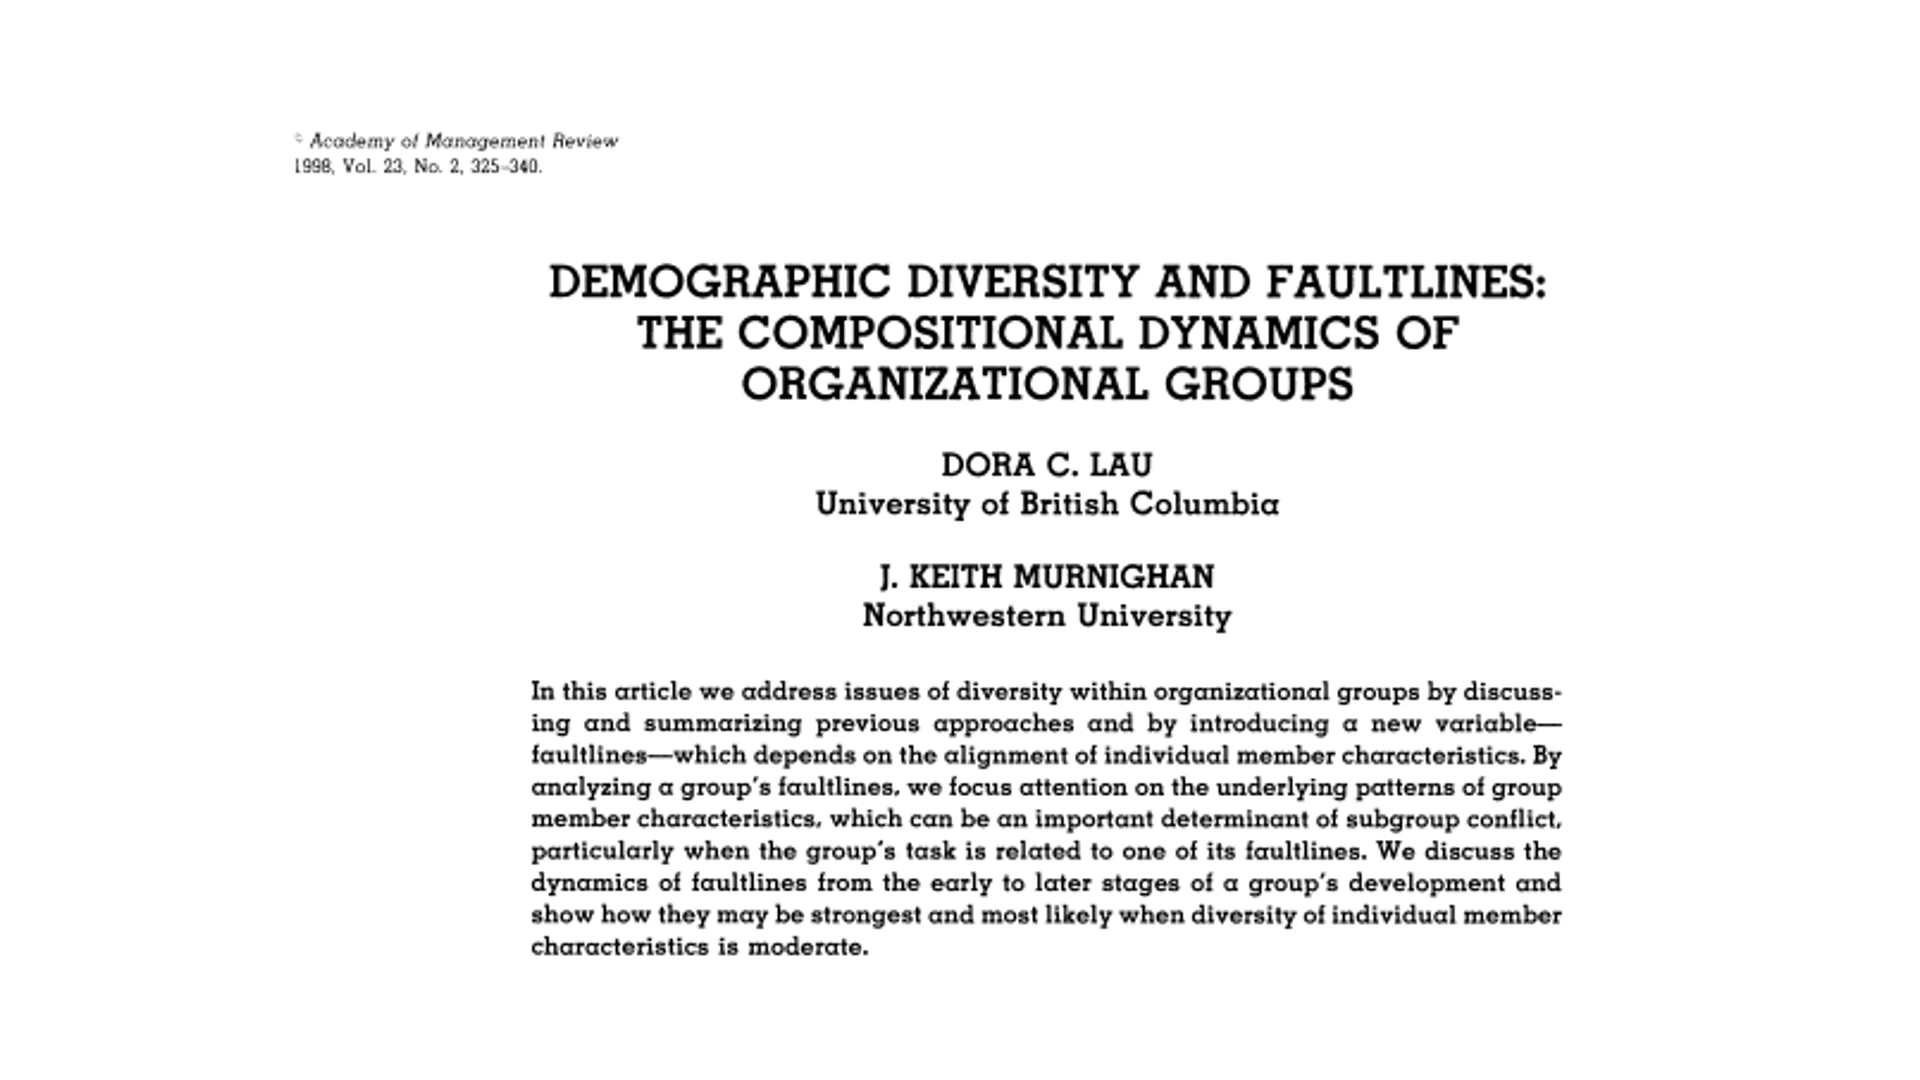 © Academy of Management Review
1998, Vol. 23, No. 2, 325–340.
DEMOGRAPHIC DIVERSITY AND FAULTLINES:
THE COMPOSITIONAL DYNAMICS OF
ORGANIZATIONAL GROUPS
DORA C. LAU
University of British Columbia
J. KEITH MURNIGHAN
Northwestern University
In this article we address issues of diversity within organizational groups by discuss-
ing and summarizing previous approaches and by introducing a new variable—
faultlines—which depends on the alignment of individual member characteristics. By
analyzing a group's faultlines, we focus attention on the underlying patterns of group
member characteristics, which can be an important determinant of subgroup conflict,
particularly when the group's task is related to one of its faultlines. We discuss the
dynamics of faultlines from the early to later stages of a group's development and
show how they may be strongest and most likely when diversity of individual member
characteristics is moderate.